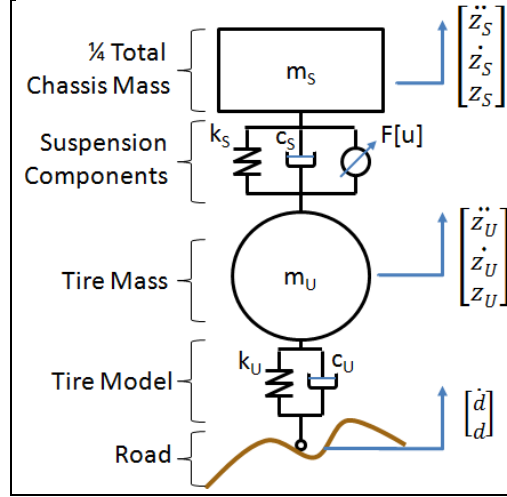 ¼ Total
Chassis Mass
m_S
z̈_S
ż_S
z_S
Suspension
Components
k_S
c_S
F[u]
Tire Mass
m_U
z̈_U
ż_U
z_U
Tire Model
k_U
c_U
Road
ḋ
d